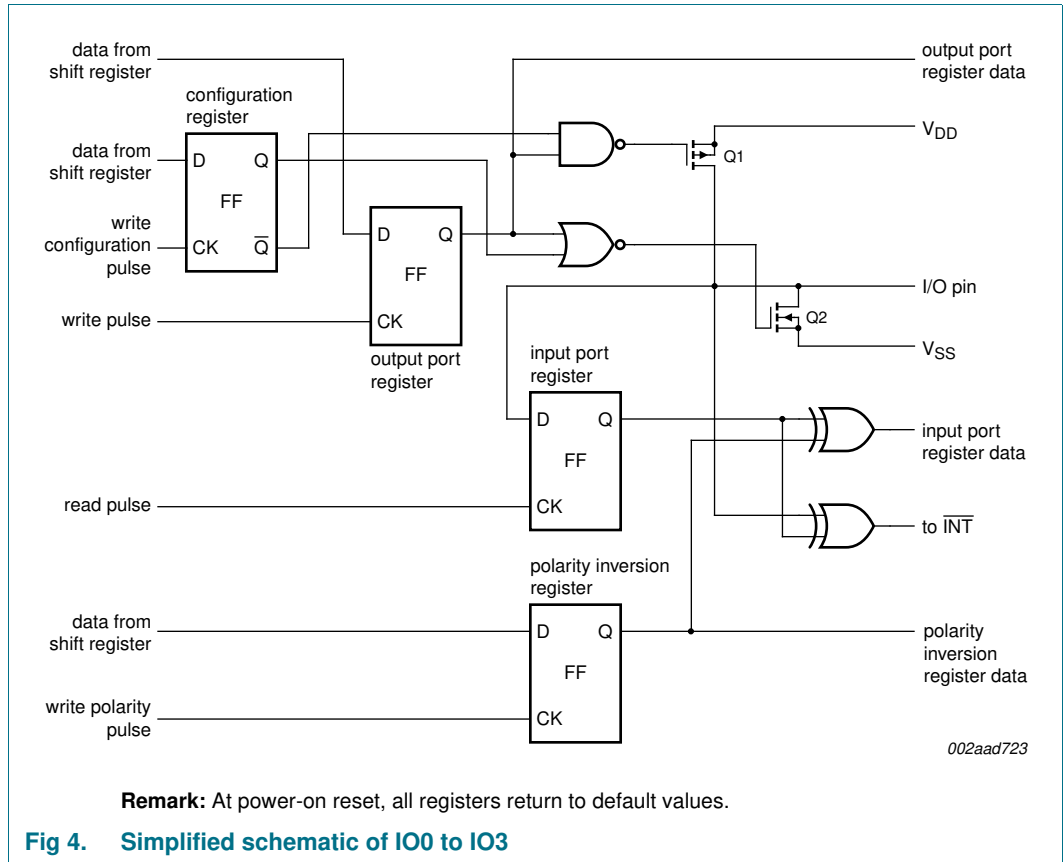 data from
shift register
output port
register data
configuration
register
V_DD
D Q
Q1
data from
shift register
FF
write
configuration
pulse
CK Q̅
D Q
FF
I/O pin
Q2
write pulse
CK
V_SS
output port
register
input port
register
D Q
input port
register data
FF
read pulse
CK
to I̅N̅T̅
polarity inversion
register
data from
shift register
D Q
polarity
inversion
register data
FF
write polarity
pulse
CK
002aad723
Remark: At power-on reset, all registers return to default values.
Fig 4. Simplified schematic of IO0 to IO3